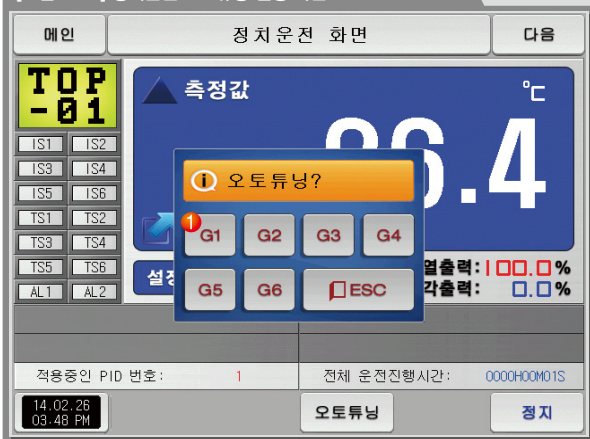 메인
정치운전 화면
다음
TOP
-01
측정값
℃
.4
IS1 IS2
IS3 IS4
IS5 IS6
TS1 TS2
TS3 TS4
TS5 TS6
AL1 AL2
오토튜닝?
1
G1 G2 G3 G4
G5 G6 ESC
열출력: 0.0%
각출력: 0.0%
적용중인 PID 번호: 1
전체 운전진행시간: 0000H00M01S
14.02.26
03:48 PM
오토튜닝
정지